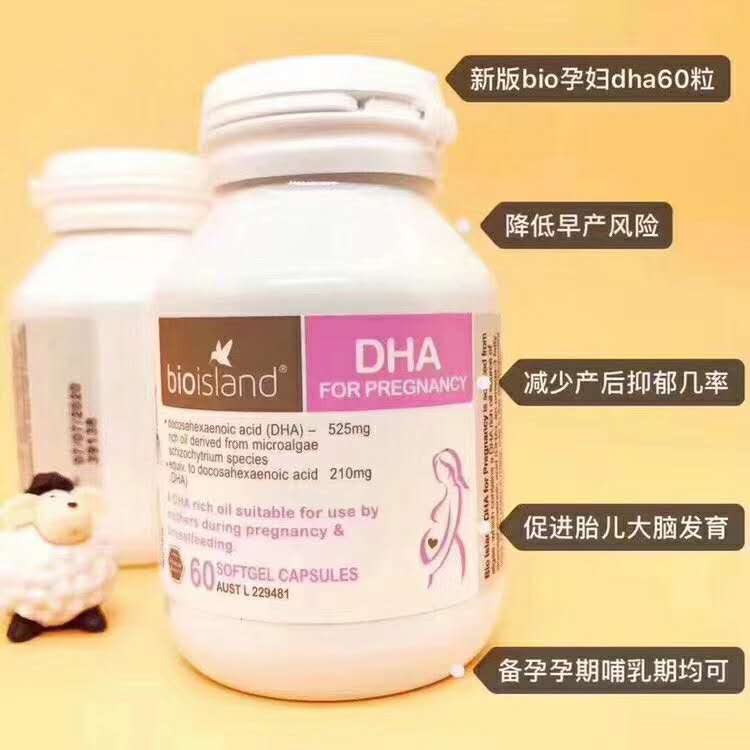 新版bio孕妇dha60粒
降低早产风险
减少产后抑郁几率
促进胎儿大脑发育
备孕孕期哺乳期均可
bioisland®
DHA
FOR PREGNANCY
• docosahexaenoic acid (DHA) – 525mg
rich oil derived from microalgae
schizochytrium species
• equiv. to docosahexaenoic acid 210mg
(DHA)
A DHA rich oil suitable for use by
mothers during pregnancy &
breastfeeding.
60 SOFTGEL CAPSULES
AUST L 229481
07/07/2020
39138